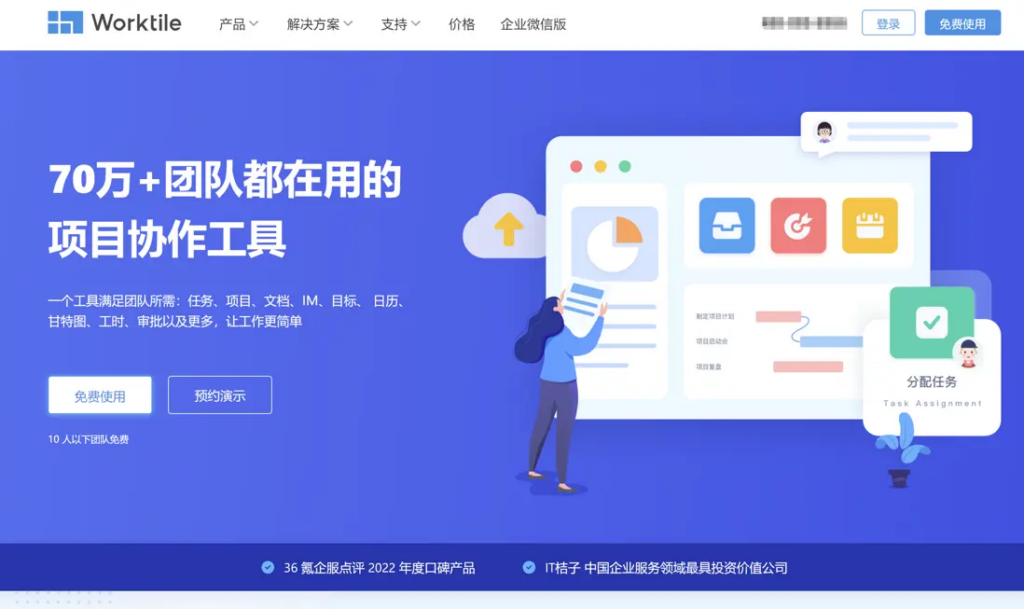 Worktile
产品
解决方案
支持
价格
企业微信版
登录
免费使用
70万+团队都在用的
项目协作工具
一个工具满足团队所需：任务、项目、文档、IM、目标、 日历、
甘特图、工时、审批以及更多，让工作更简单
免费使用
预约演示
10 人以下团队免费
制定项目计划
项目启动会
项目复盘
分配任务
Task Assignment
36 氪企服点评 2022 年度口碑产品
IT桔子 中国企业服务领域最具投资价值公司